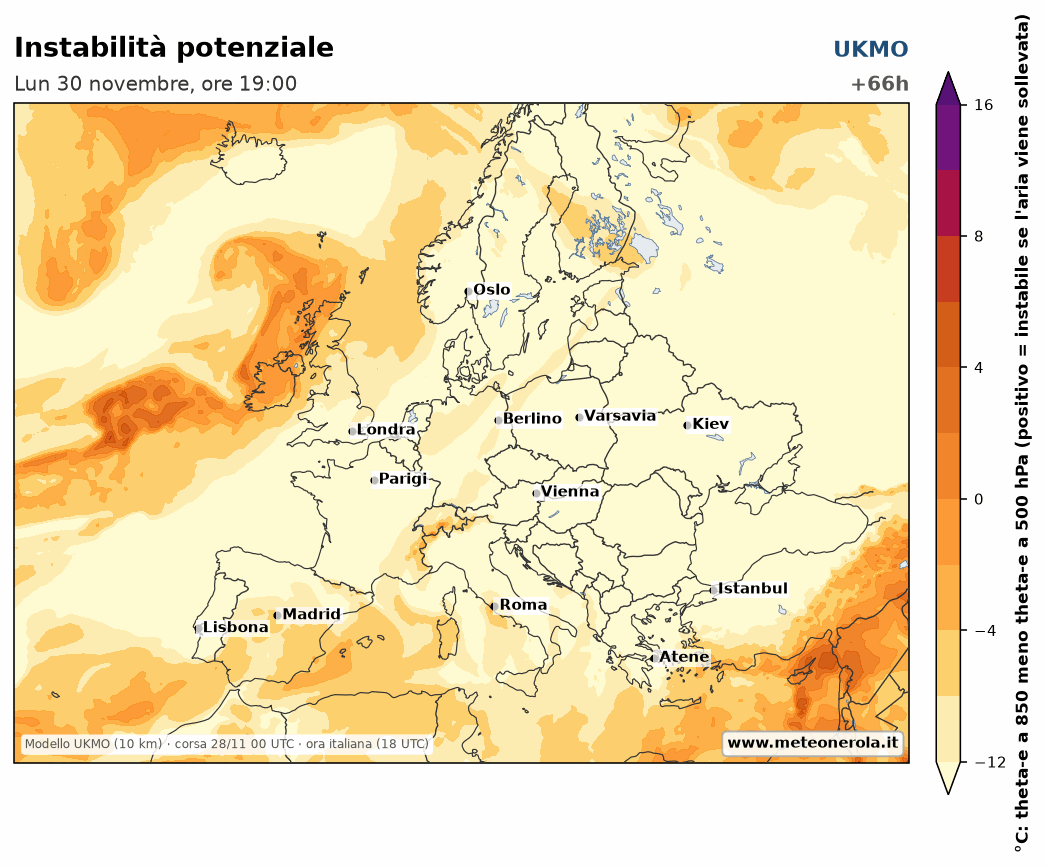 Instabilità potenziale
UKMO
Lun 30 novembre, ore 19:00
+66h
Oslo
Berlino
Varsavia
Kiev
Londra
Parigi
Vienna
Istanbul
Roma
Madrid
Lisbona
Atene
Modello UKMO (10 km) · corsa 28/11 00 UTC · ora italiana (18 UTC)
www.meteonerola.it
16
8
4
0
−4
−12
°C: theta-e a 850 meno theta-e a 500 hPa (positivo = instabile se l'aria viene sollevata)